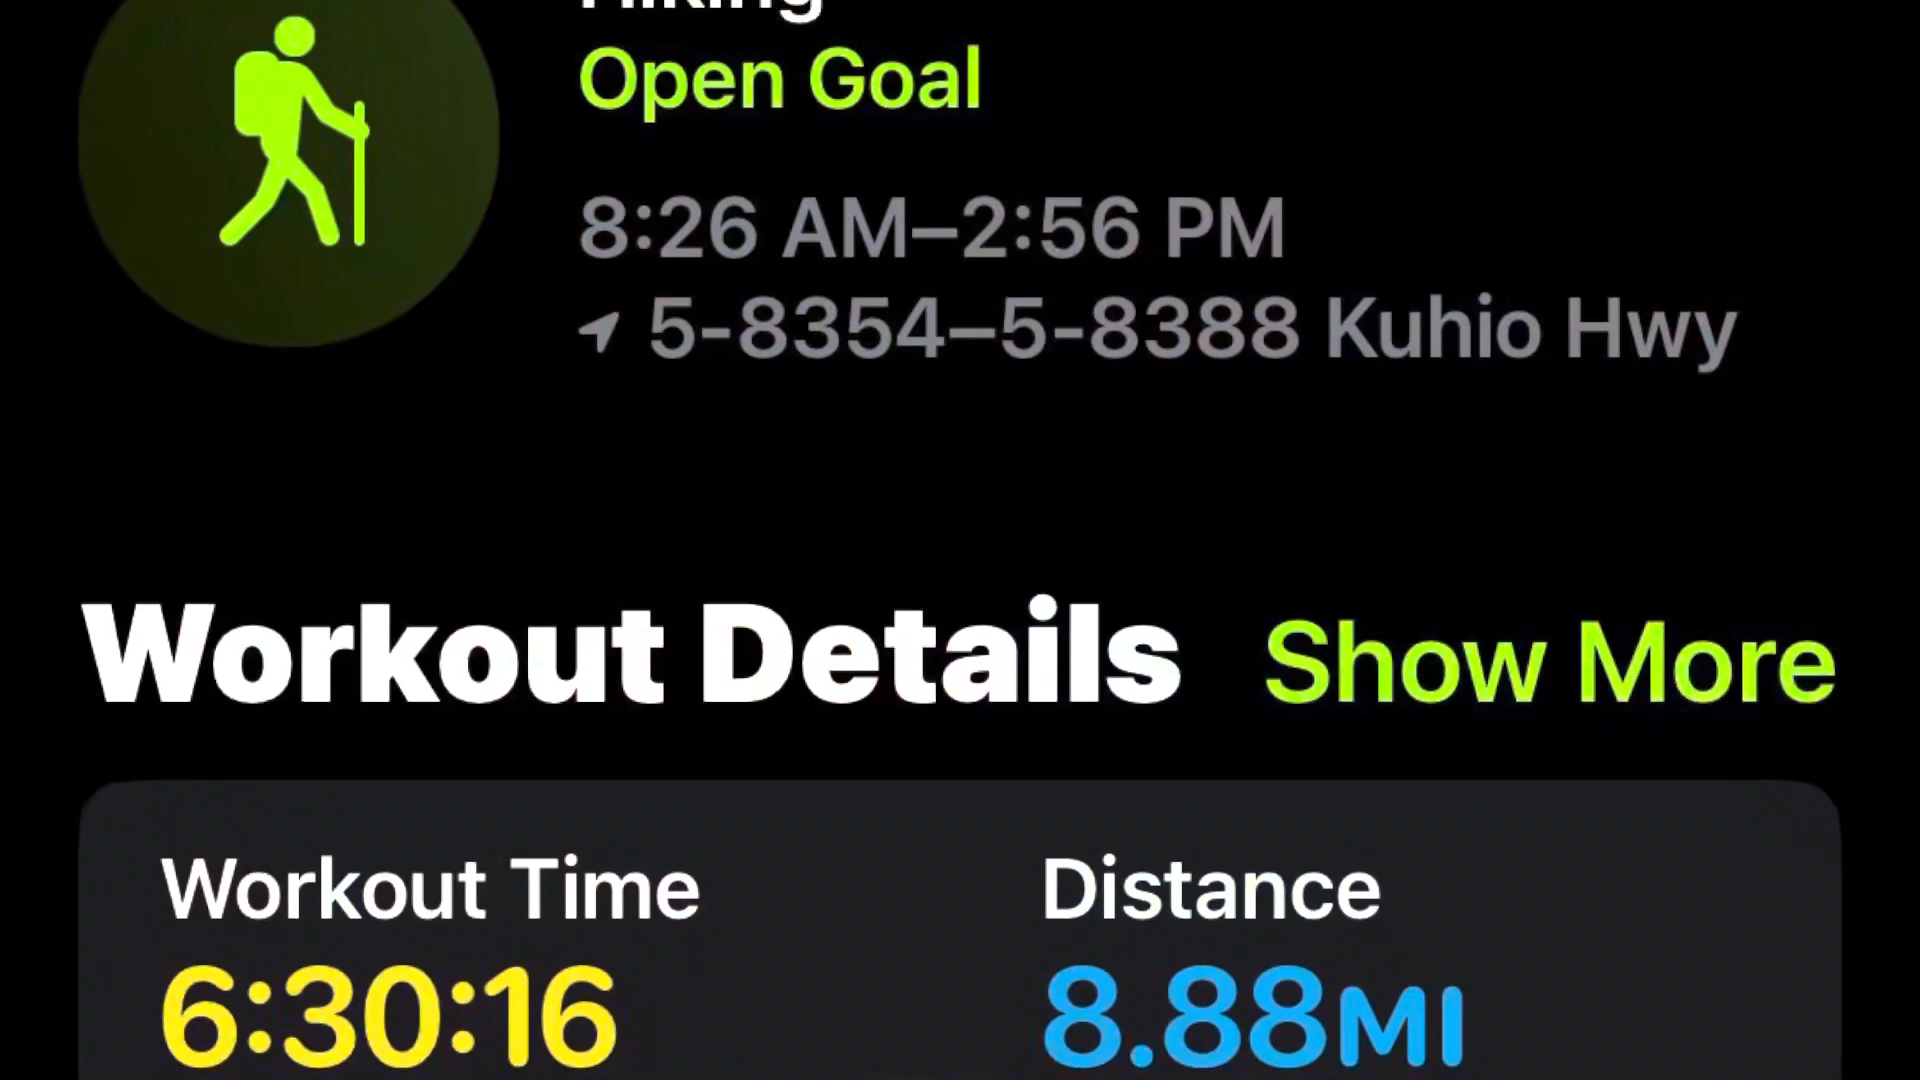 Hiking
Open Goal
8:26 AM–2:56 PM
5-8354–5-8388 Kuhio Hwy
Workout Details Show More
Workout Time Distance
6:30:16 8.88MI